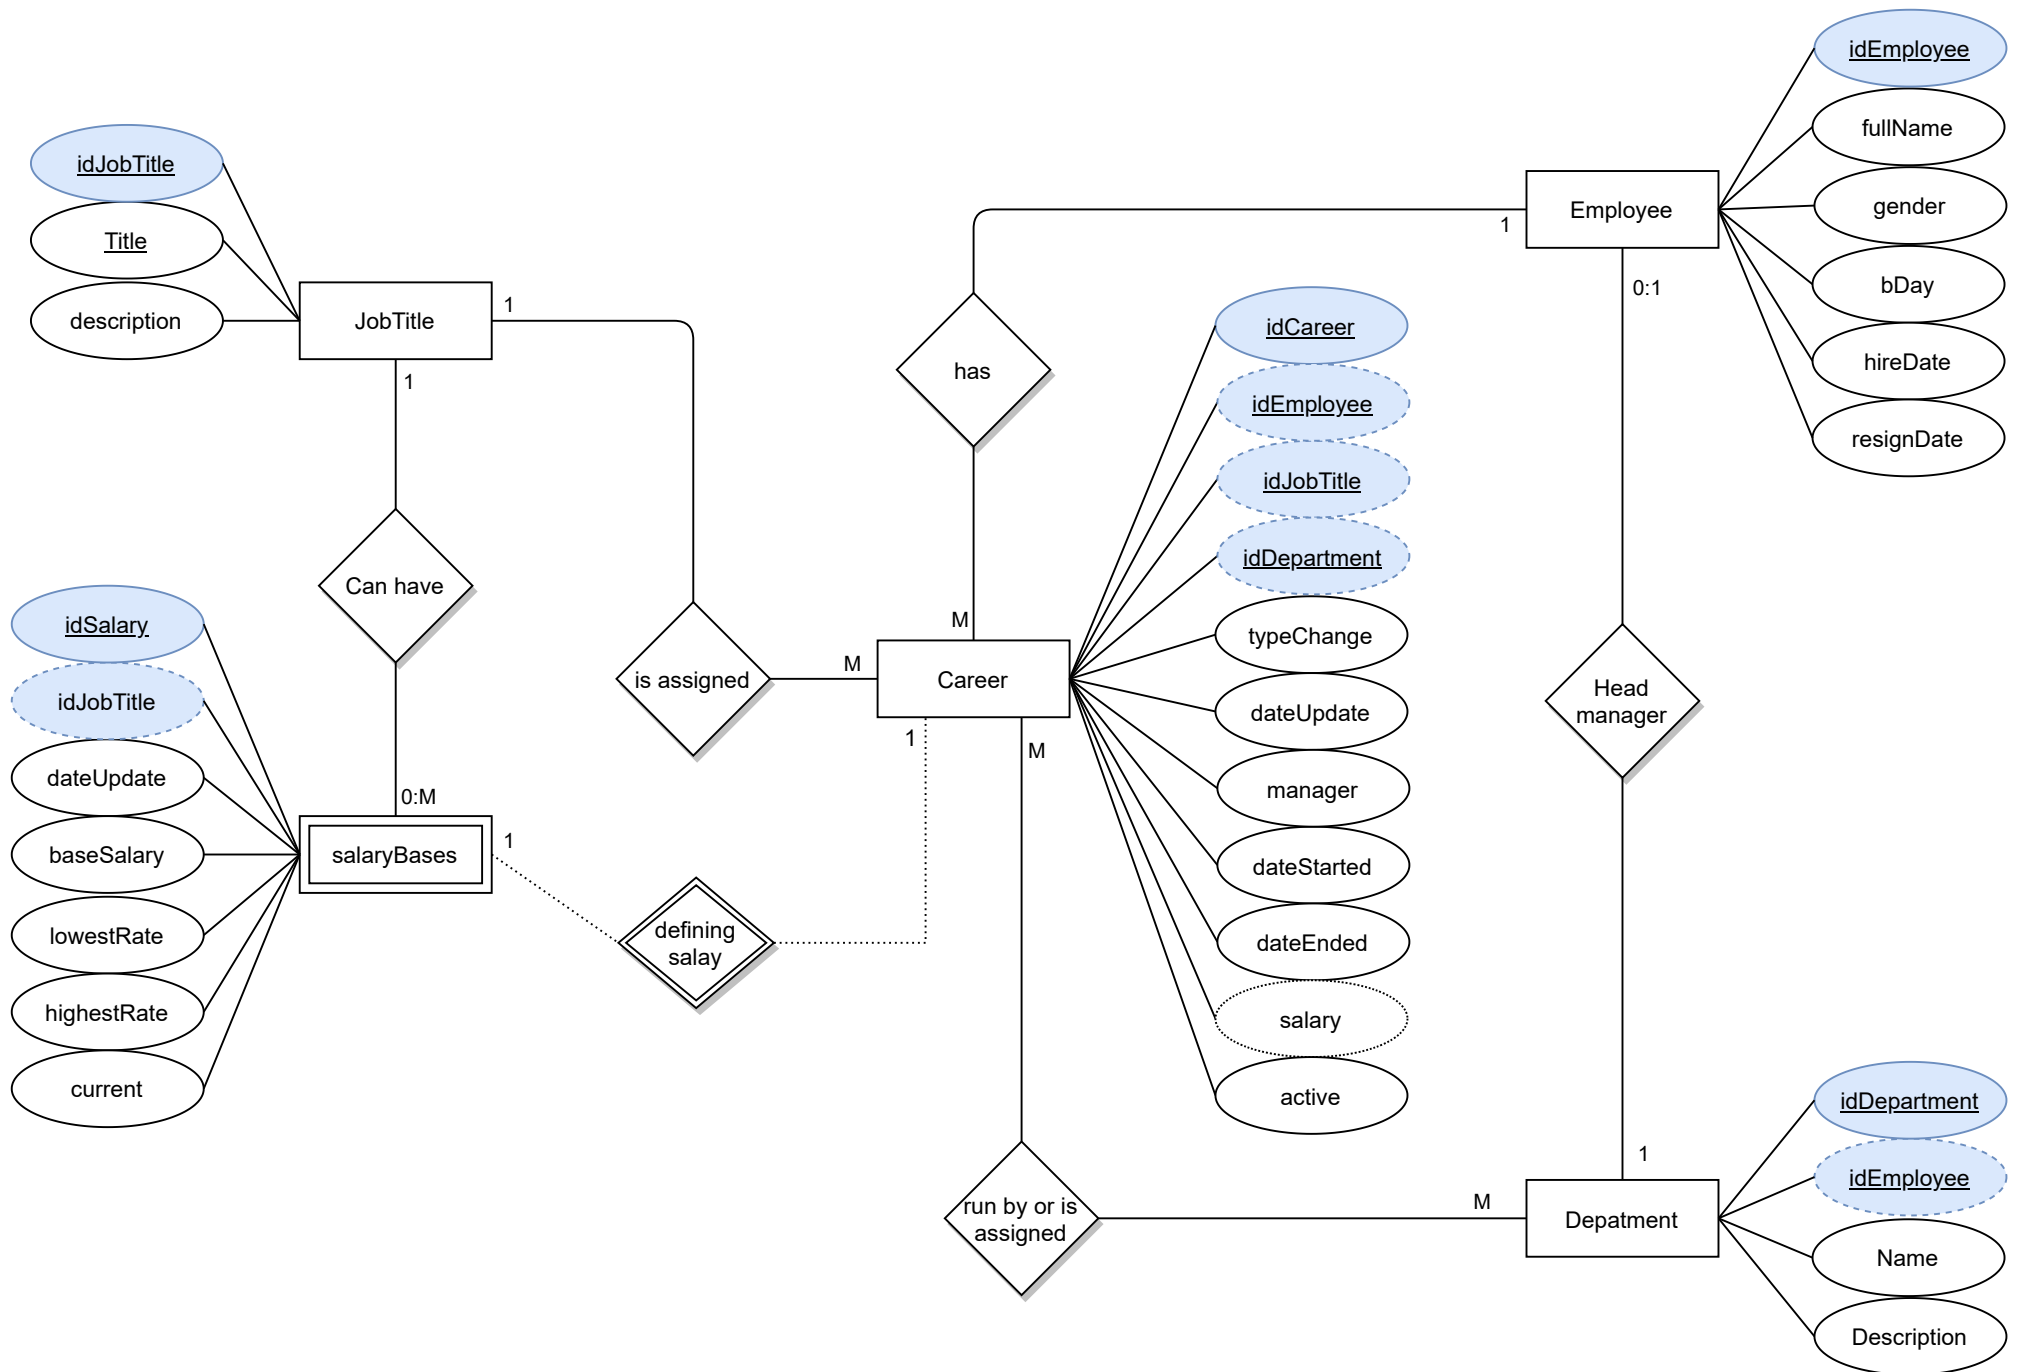 idJobTitle
Title
description
JobTitle
1
1
Can have
0:M
idSalary
idJobTitle
dateUpdate
baseSalary
lowestRate
highestRate
current
salaryBases
1
is assigned
M
defining
salay
1
has
1
M
Career
M
idCareer
idEmployee
idJobTitle
idDepartment
typeChange
dateUpdate
manager
dateStarted
dateEnded
salary
active
run by or is
assigned
M
Employee
0:1
idEmployee
fullName
gender
bDay
hireDate
resignDate
Head
manager
1
Depatment
idDepartment
idEmployee
Name
Description